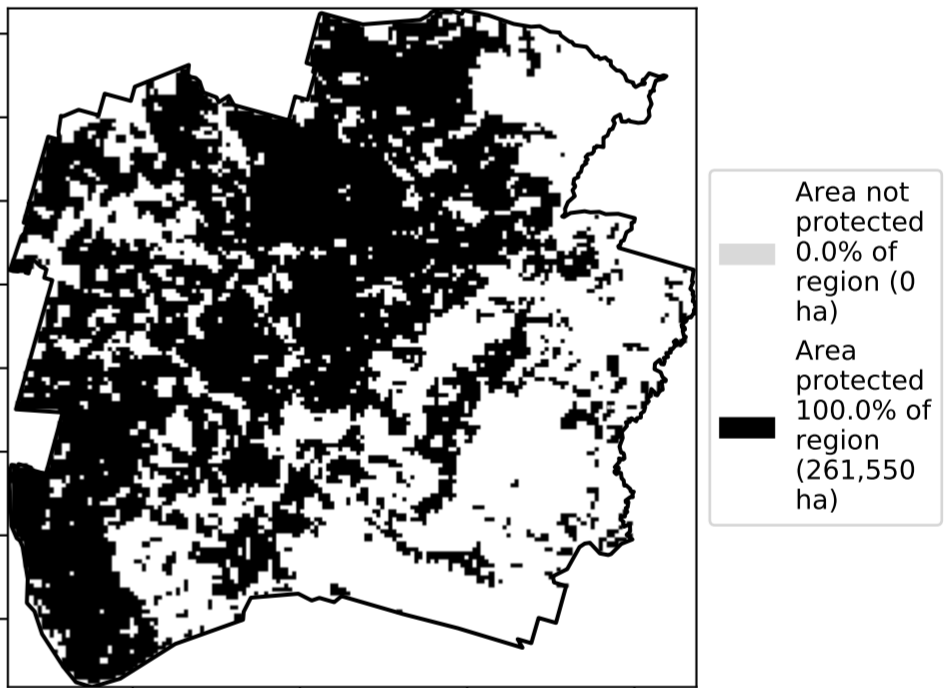 Area not
protected
0.0% of
region (0
ha)
Area
protected
100.0% of
region
(261,550
ha)